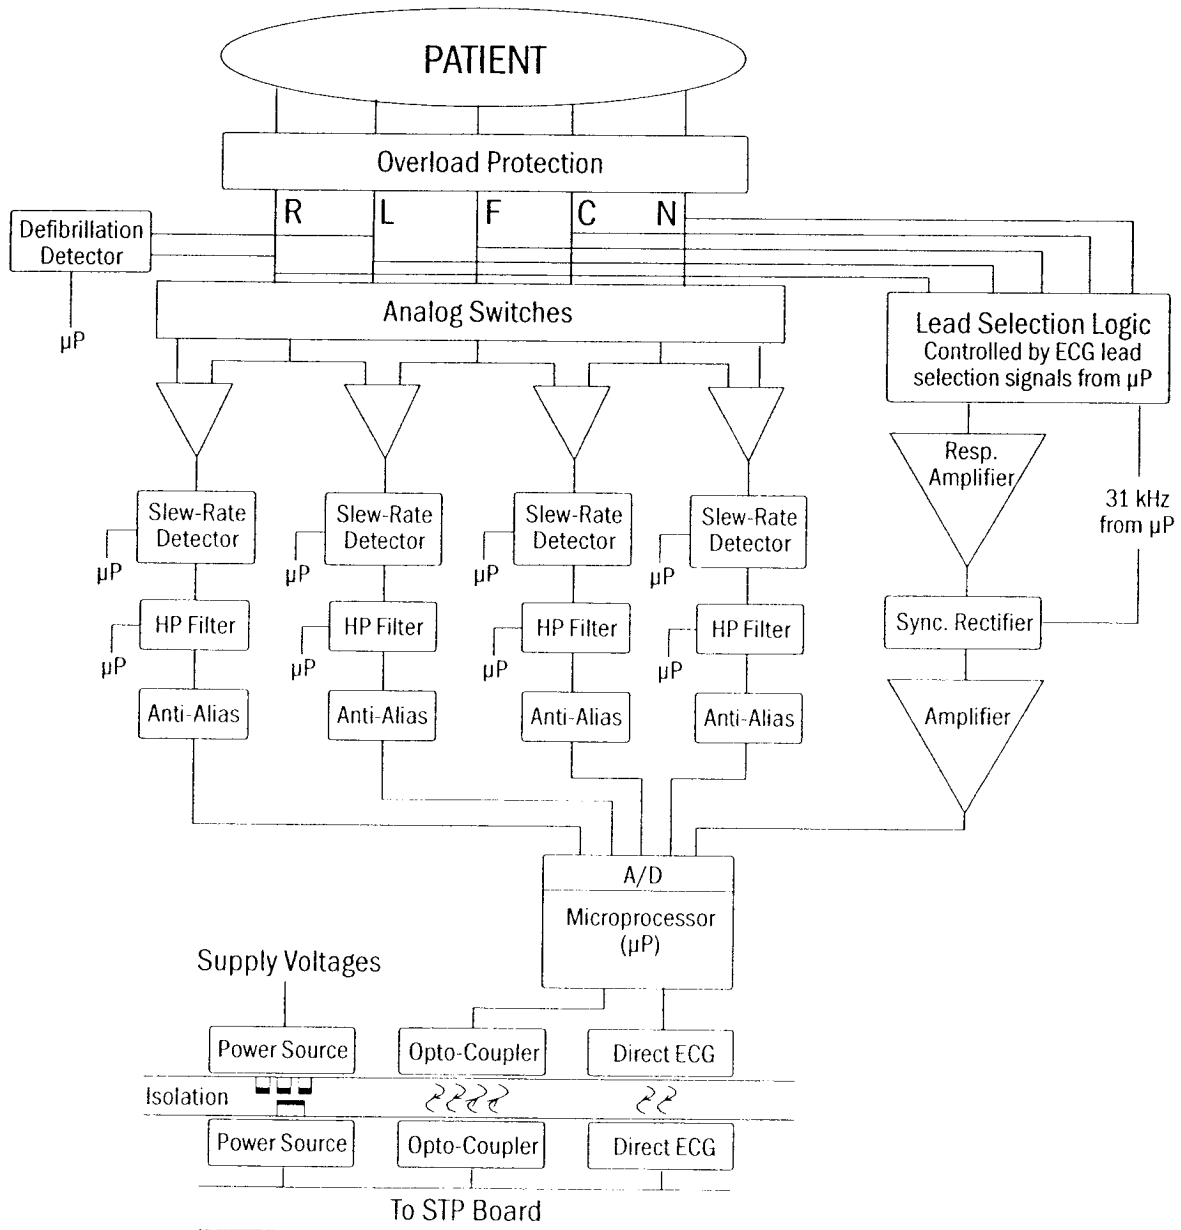 PATIENT
Overload Protection
R L F C N
Defibrillation
Detector
µP
Analog Switches
Lead Selection Logic
Controlled by ECG lead
selection signals from µP
Resp.
Amplifier
31 kHz
from µP
Slew-Rate
Detector
µP
Slew-Rate
Detector
µP
Slew-Rate
Detector
µP
Slew-Rate
Detector
µP
HP Filter
µP
HP Filter
µP
HP Filter
µP
HP Filter
µP
Sync. Rectifier
Anti-Alias
Anti-Alias
Anti-Alias
Anti-Alias
Amplifier
A/D
Microprocessor
(µP)
Supply Voltages
Power Source
Opto-Coupler
Direct ECG
Isolation
Power Source
Opto-Coupler
Direct ECG
To STP Board